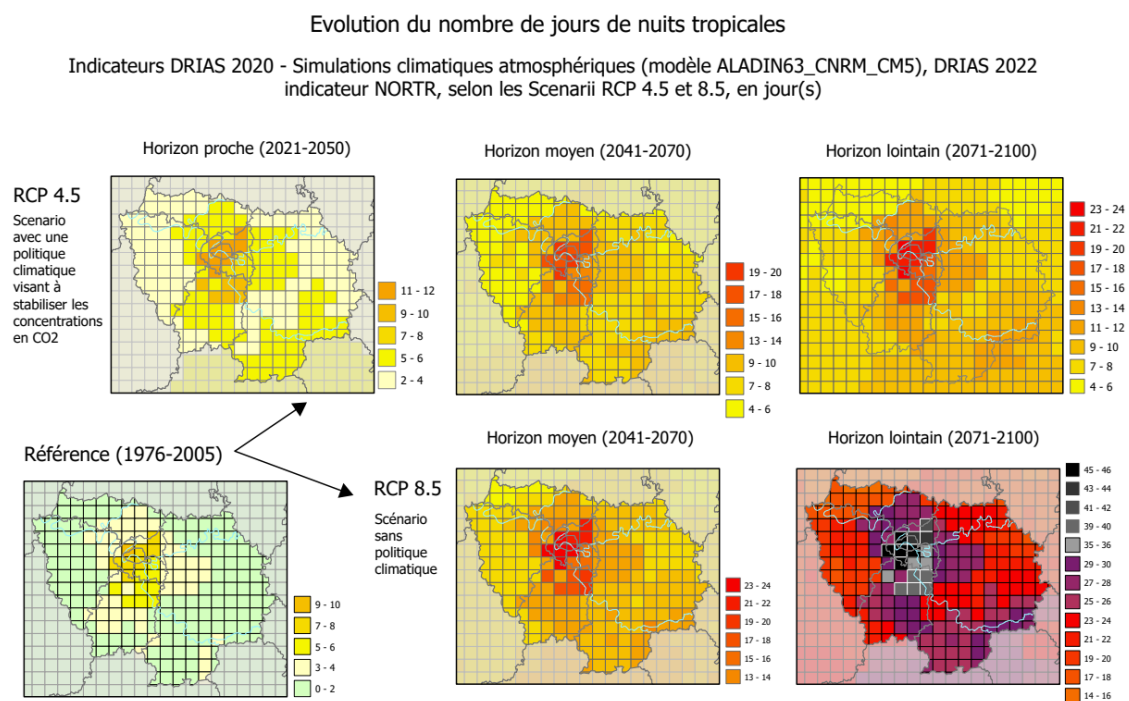 Evolution du nombre de jours de nuits tropicales
Indicateurs DRIAS 2020 - Simulations climatiques atmosphériques (modèle ALADIN63_CNRM_CM5), DRIAS 2022
indicateur NORTR, selon les Scenarii RCP 4.5 et 8.5, en jour(s)
Horizon proche (2021-2050)
Horizon moyen (2041-2070)
Horizon lointain (2071-2100)
RCP 4.5
Scenario
avec une
politique
climatique
visant à
stabiliser les
concentrations
en CO2
11 - 12
9 - 10
7 - 8
5 - 6
2 - 4
19 - 20
17 - 18
15 - 16
13 - 14
9 - 10
7 - 8
4 - 6
23 - 24
21 - 22
19 - 20
17 - 18
15 - 16
13 - 14
11 - 12
9 - 10
7 - 8
4 - 6
Référence (1976-2005)
9 - 10
7 - 8
5 - 6
3 - 4
0 - 2
RCP 8.5
Scénario
sans
politique
climatique
Horizon moyen (2041-2070)
23 - 24
21 - 22
19 - 20
17 - 18
15 - 16
13 - 14
Horizon lointain (2071-2100)
45 - 46
43 - 44
41 - 42
39 - 40
35 - 36
29 - 30
27 - 28
25 - 26
23 - 24
21 - 22
19 - 20
17 - 18
14 - 16